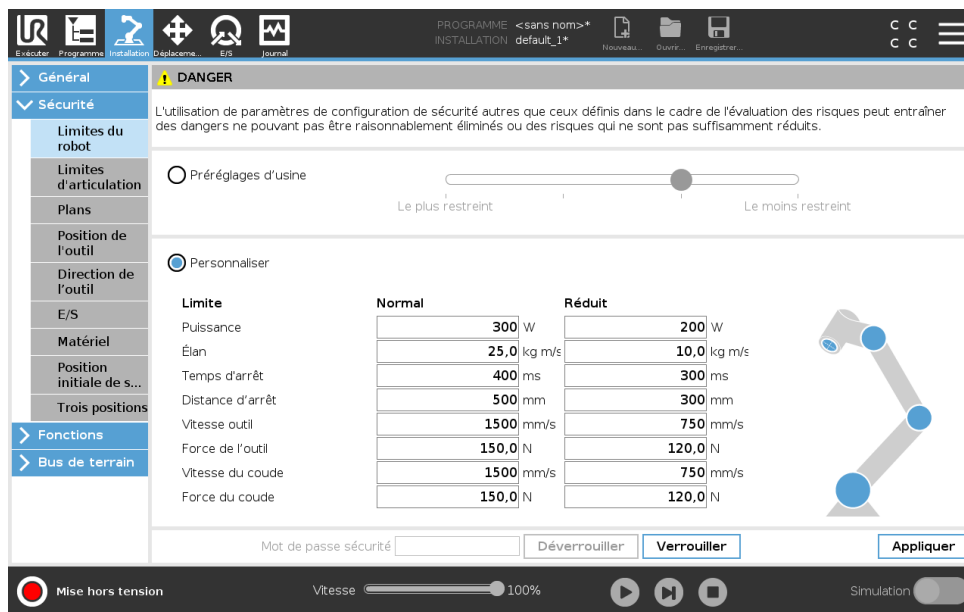 PROGRAMME <sans nom>*
INSTALLATION default_1*
UR
Exécuter Programme Installation Déplaceme... E/S Journal
Nouveau... Ouvrir... Enregistrer...
C C
C C
Général
Sécurité
Limites du
robot
Limites
d'articulation
Plans
Position de
l'outil
Direction de
l’outil
E/S
Matériel
Position
initiale de s...
Trois positions
Fonctions
Bus de terrain
DANGER
L'utilisation de paramètres de configuration de sécurité autres que ceux définis dans le cadre de l'évaluation des risques peut entraîner
des dangers ne pouvant pas être raisonnablement éliminés ou des risques qui ne sont pas suffisamment réduits.
Préréglages d’usine
Le plus restreint Le moins restreint
Personnaliser
Limite Normal Réduit
Puissance 300 W 200 W
Élan 25,0 kg m/s 10,0 kg m/s
Temps d'arrêt 400 ms 300 ms
Distance d’arrêt 500 mm 300 mm
Vitesse outil 1500 mm/s 750 mm/s
Force de l’outil 150,0 N 120,0 N
Vitesse du coude 1500 mm/s 750 mm/s
Force du coude 150,0 N 120,0 N
Mot de passe sécurité Déverrouiller Verrouiller Appliquer
Mise hors tension Vitesse 100% Simulation